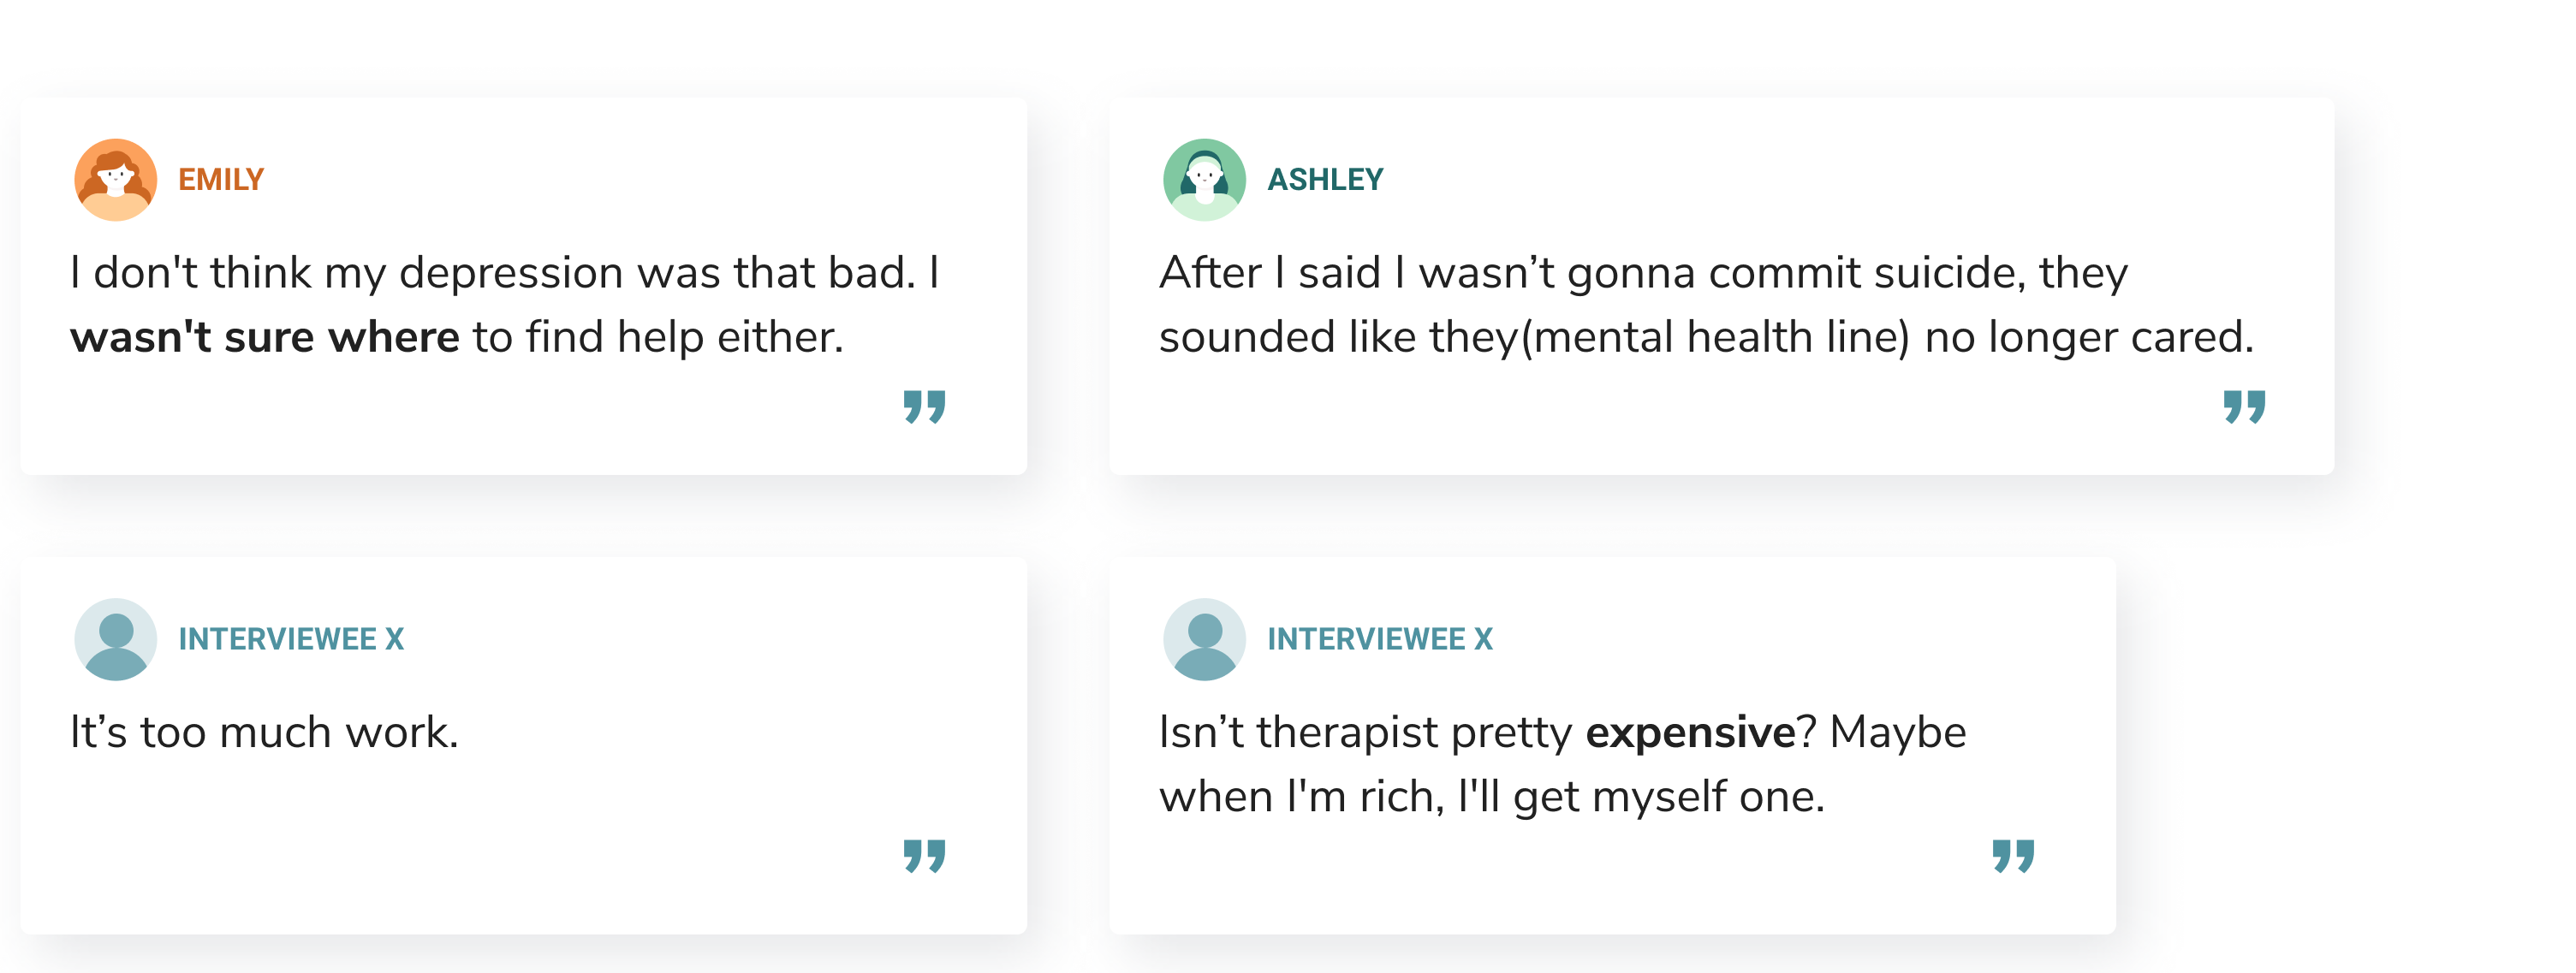 EMILY
I don't think my depression was that bad. I
wasn't sure where to find help either.
”
ASHLEY
After I said I wasn’t gonna commit suicide, they
sounded like they(mental health line) no longer cared.
”
INTERVIEWEE X
It’s too much work.
”
INTERVIEWEE X
Isn’t therapist pretty expensive? Maybe
when I'm rich, I'll get myself one.
”